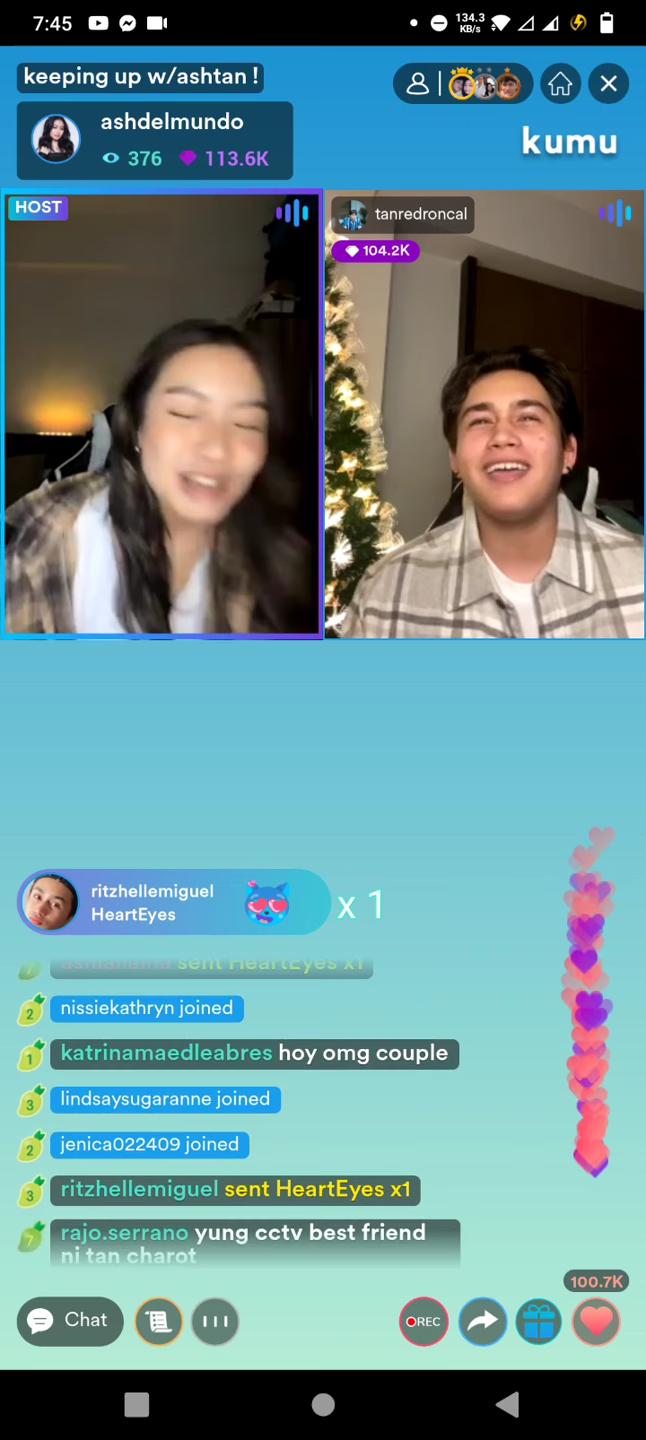 7:45
134.3
KB/s
keeping up w/ashtan !
ashdelmundo
376
113.6K
kumu
HOST
tanredroncal
104.2K
ritzhellemiguel
HeartEyes
x 1
sent HeartEyes x1
2
nissiekathryn joined
1
katrinamaedleabres hoy omg couple
3
lindsaysugaranne joined
2
jenica022409 joined
3
ritzhellemiguel sent HeartEyes x1
7
rajo.serrano yung cctv best friend
ni tan charot
100.7K
Chat
REC